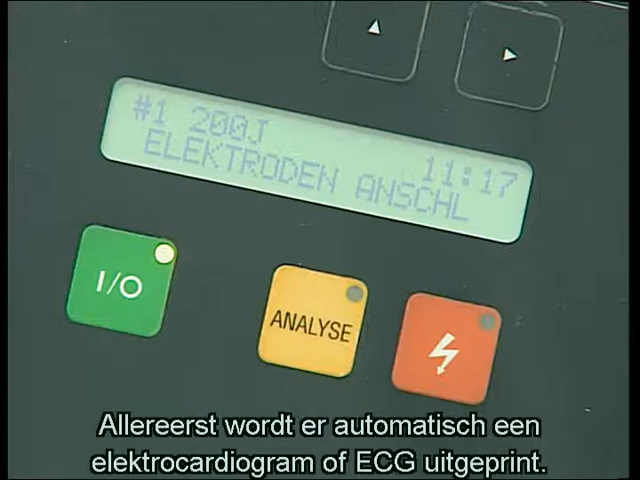 #1 200J 11:17
ELEKTRODEN ANSCHL
I/O
ANALYSE
Allereerst wordt er automatisch een
elektrocardiogram of ECG uitgeprint.